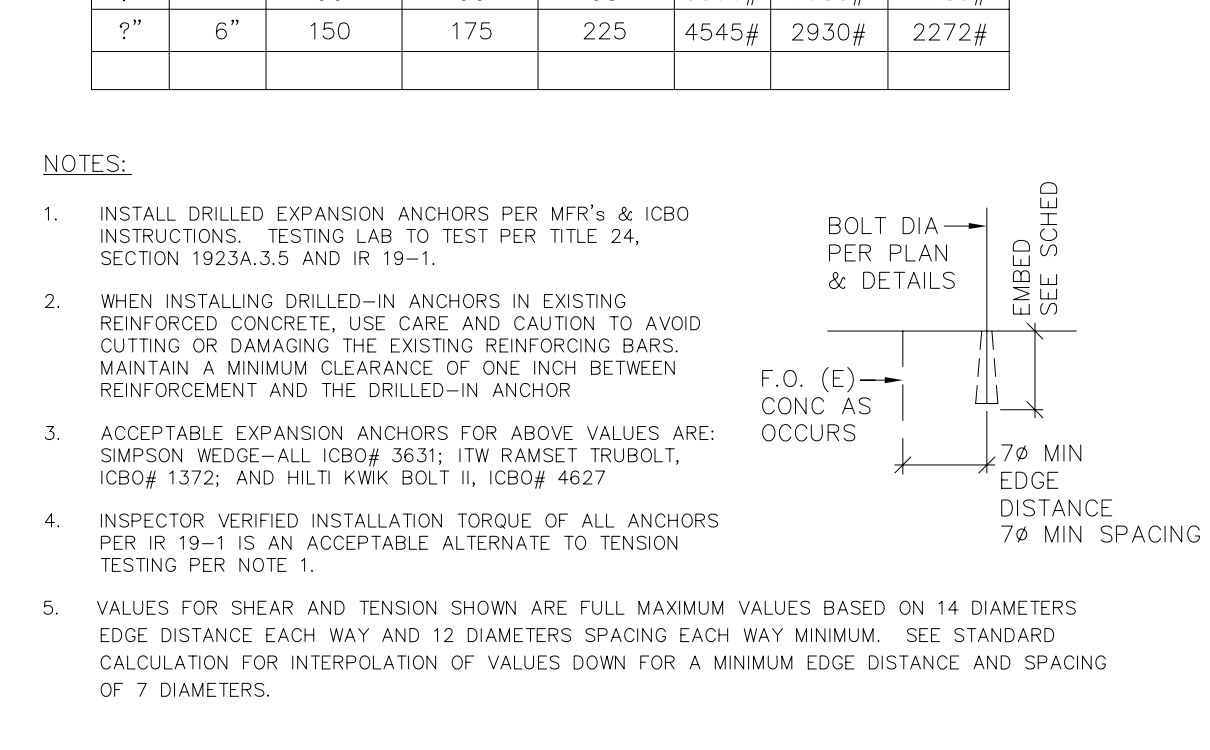 ?" 6" 150 175 225 4545# 2930# 2272#
NOTES:
1. INSTALL DRILLED EXPANSION ANCHORS PER MFR's & ICBO
INSTRUCTIONS. TESTING LAB TO TEST PER TITLE 24,
SECTION 1923A.3.5 AND IR 19-1.
2. WHEN INSTALLING DRILLED-IN ANCHORS IN EXISTING
REINFORCED CONCRETE, USE CARE AND CAUTION TO AVOID
CUTTING OR DAMAGING THE EXISTING REINFORCING BARS.
MAINTAIN A MINIMUM CLEARANCE OF ONE INCH BETWEEN
REINFORCEMENT AND THE DRILLED-IN ANCHOR
3. ACCEPTABLE EXPANSION ANCHORS FOR ABOVE VALUES ARE:
SIMPSON WEDGE-ALL ICBO# 3631; ITW RAMSET TRUBOLT,
ICBO# 1372; AND HILTI KWIK BOLT II, ICBO# 4627
4. INSPECTOR VERIFIED INSTALLATION TORQUE OF ALL ANCHORS
PER IR 19-1 IS AN ACCEPTABLE ALTERNATE TO TENSION
TESTING PER NOTE 1.
5. VALUES FOR SHEAR AND TENSION SHOWN ARE FULL MAXIMUM VALUES BASED ON 14 DIAMETERS
EDGE DISTANCE EACH WAY AND 12 DIAMETERS SPACING EACH WAY MINIMUM. SEE STANDARD
CALCULATION FOR INTERPOLATION OF VALUES DOWN FOR A MINIMUM EDGE DISTANCE AND SPACING
OF 7 DIAMETERS.
BOLT DIA
PER PLAN
& DETAILS
EMBED
SEE SCHED
F.O. (E)
CONC AS
OCCURS
7ø MIN
EDGE
DISTANCE
7ø MIN SPACING